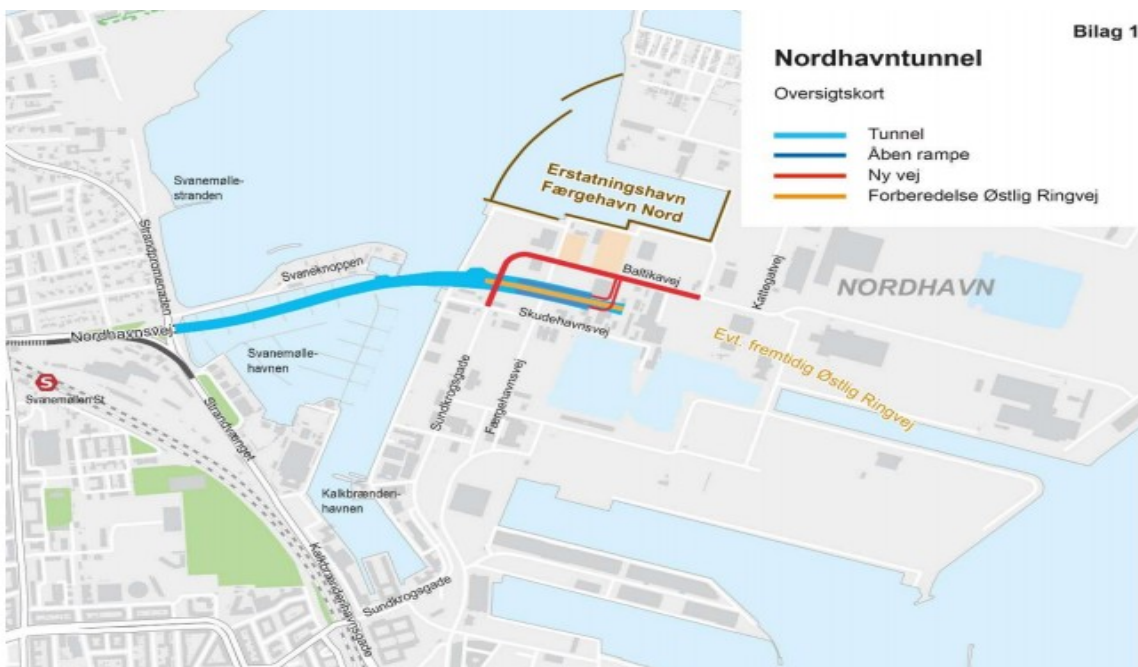 Bilag 1
Nordhavntunnel
Oversigtskort
Tunnel
Åben rampe
Ny vej
Forberedelse Østlig Ringvej
Erstatningshavn
Færgehavn Nord
Svanemølle-
stranden
Strandpromenaden
Svaneknoppen
Baltikavej
Kattegatvej
NORDHAVN
Nordhavnsvej
Skudehavnsvej
Svanemølle-
havnen
Evt. fremtidig Østlig Ringvej
S
Svanemøllen St
Sundkrogsgade
Færgehavnsvej
Strandvænget
Kalkbrænderi-
havnen
Kalkbrænderihavnsgade
Sundkrogsgade